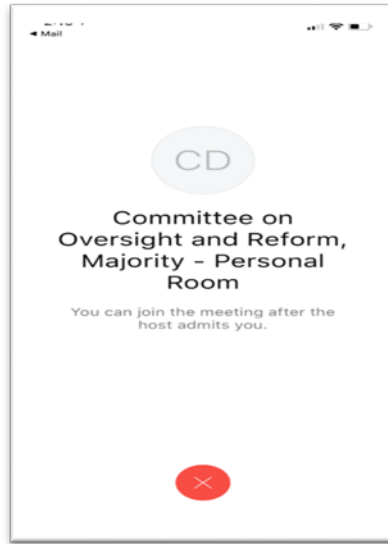 ◄ Mail
CD
Committee on
Oversight and Reform,
Majority - Personal
Room
You can join the meeting after the
host admits you.